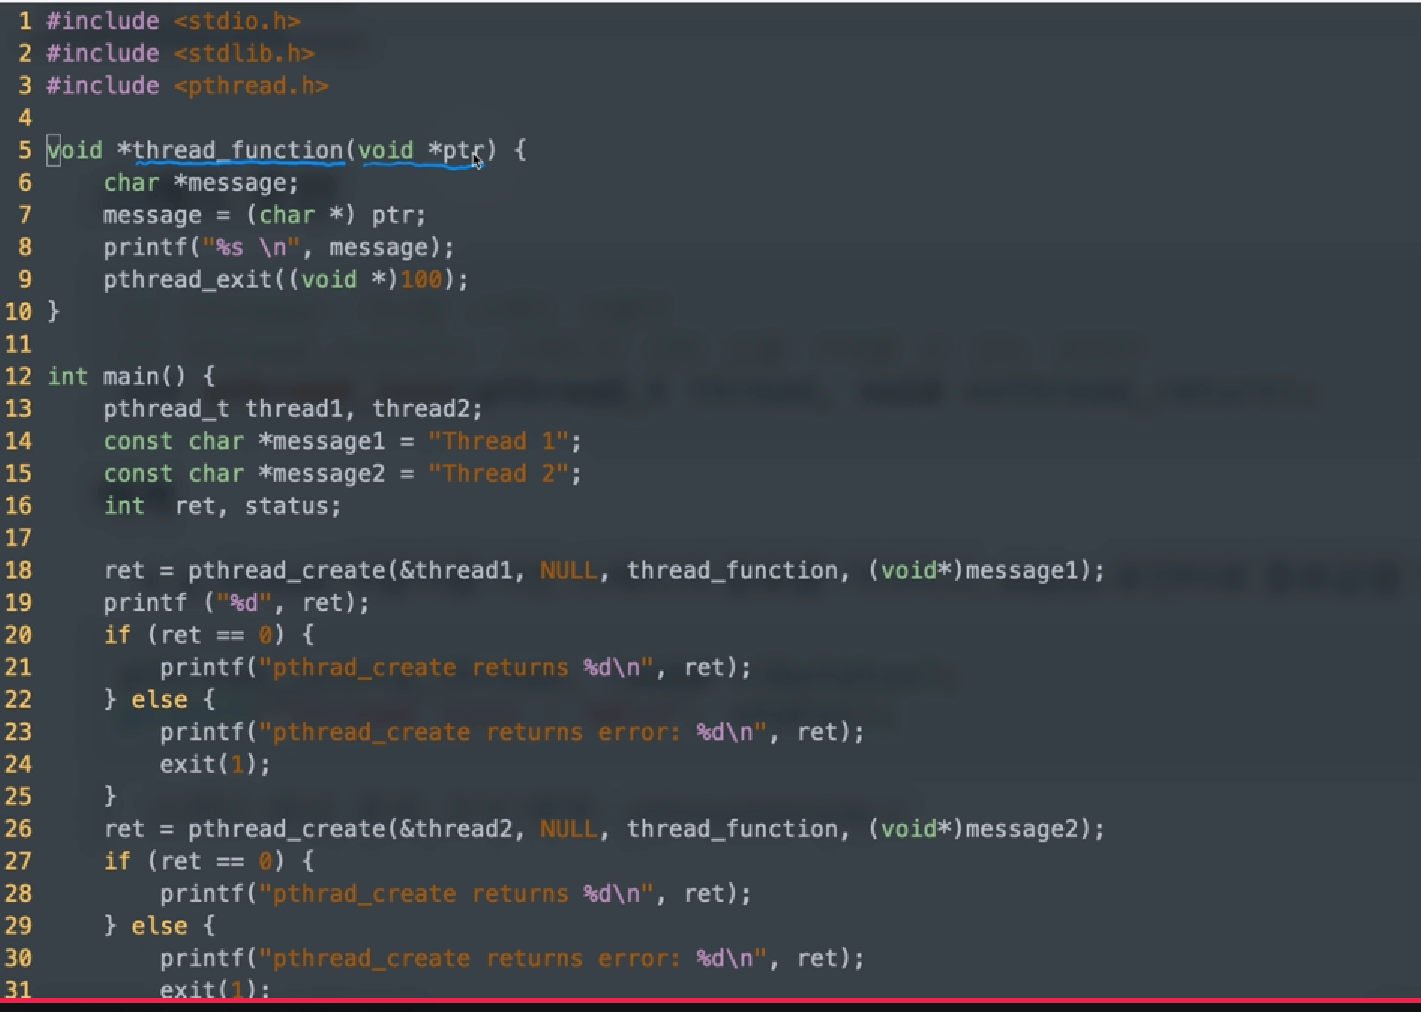 1 #include <stdio.h>
2 #include <stdlib.h>
3 #include <pthread.h>
4
5 void *thread_function(void *ptr) {
6     char *message;
7     message = (char *) ptr;
8     printf("%s \n", message);
9     pthread_exit((void *)100);
10 }
11
12 int main() {
13     pthread_t thread1, thread2;
14     const char *message1 = "Thread 1";
15     const char *message2 = "Thread 2";
16     int  ret, status;
17
18     ret = pthread_create(&thread1, NULL, thread_function, (void*)message1);
19     printf ("%d", ret);
20     if (ret == 0) {
21         printf("pthrad_create returns %d\n", ret);
22     } else {
23         printf("pthread_create returns error: %d\n", ret);
24         exit(1);
25     }
26     ret = pthread_create(&thread2, NULL, thread_function, (void*)message2);
27     if (ret == 0) {
28         printf("pthrad_create returns %d\n", ret);
29     } else {
30         printf("pthread_create returns error: %d\n", ret);
31         exit(1);